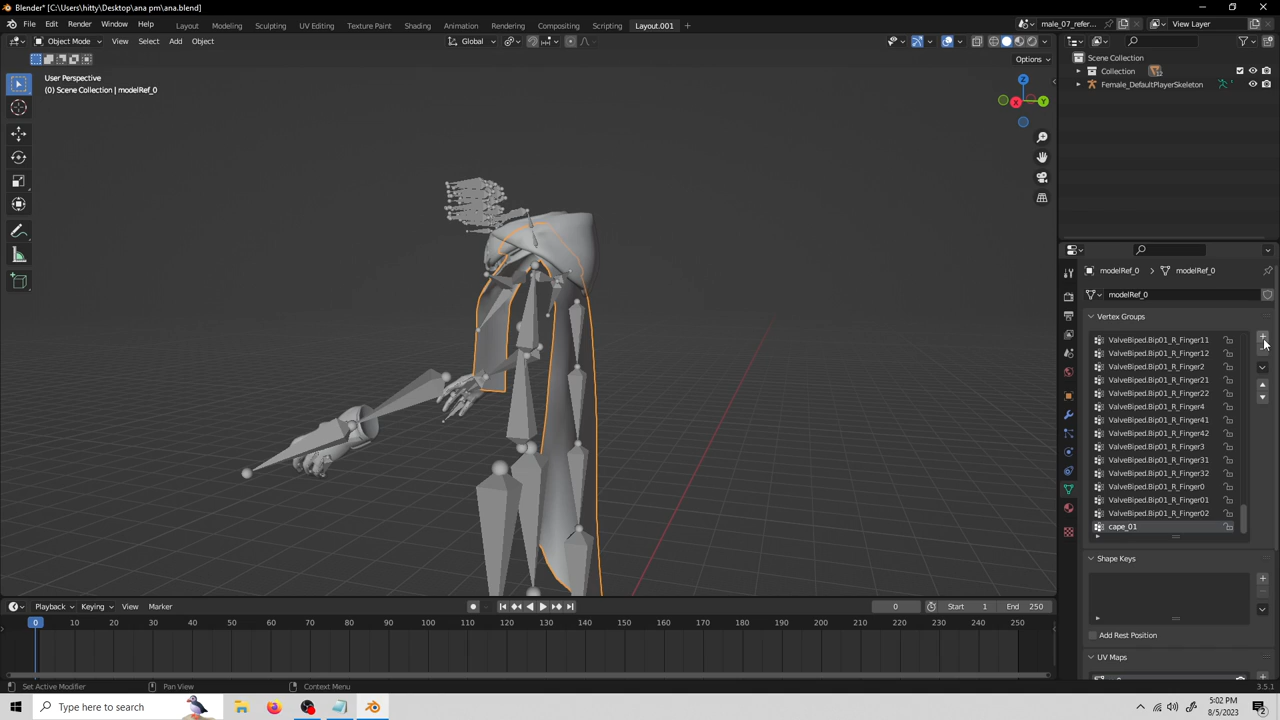 Blender* [C:\Users\hitty\Desktop\ana pm\ana.blend]
File Edit Render Window Help Layout Modeling Sculpting UV Editing Texture Paint Shading Animation Rendering Compositing Scripting Layout.001 +
male_07_refer... View Layer
Object Mode View Select Add Object Global
Options
User Perspective
(0) Scene Collection | modelRef_0
Z
Y
X
Scene Collection
Collection
Female_DefaultPlayerSkeleton
modelRef_0 > modelRef_0
modelRef_0
Vertex Groups
ValveBiped.Bip01_R_Finger11
ValveBiped.Bip01_R_Finger12
ValveBiped.Bip01_R_Finger2
ValveBiped.Bip01_R_Finger21
ValveBiped.Bip01_R_Finger22
ValveBiped.Bip01_R_Finger4
ValveBiped.Bip01_R_Finger41
ValveBiped.Bip01_R_Finger42
ValveBiped.Bip01_R_Finger3
ValveBiped.Bip01_R_Finger31
ValveBiped.Bip01_R_Finger32
ValveBiped.Bip01_R_Finger0
ValveBiped.Bip01_R_Finger01
ValveBiped.Bip01_R_Finger02
cape_01
Shape Keys
Add Rest Position
UV Maps
Playback Keying View Marker 0 Start 1 End 250
0 10 20 30 40 50 60 70 80 90 100 110 120 130 140 150 160 170 180 190 200 210 220 230 240 250
Set Active Modifier Pan View Context Menu 3.5.1
Type here to search
5:02 PM
8/5/2023
2